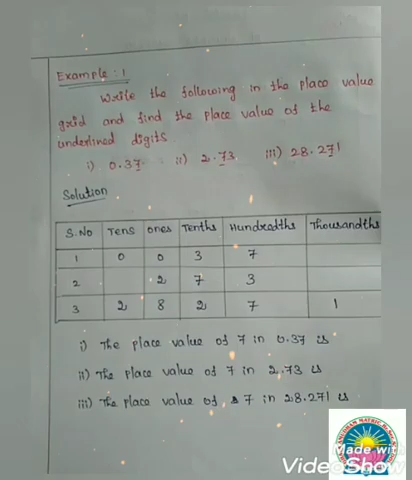 Example : 1
Write the following in the place value
grid and find the place value of the
underlined digits
i) 0.37 ii) 2.73 iii) 28.271
Solution
S.No Tens ones Tenths Hundredths Thousandths
1 0 0 3 7
2 2 7 3
3 2 8 2 7 1
i) The place value of 7 in 0.37 is
ii) The place value of 7 in 2.73 is
iii) The place value of 7 in 28.271 is
Made with
VideoShow